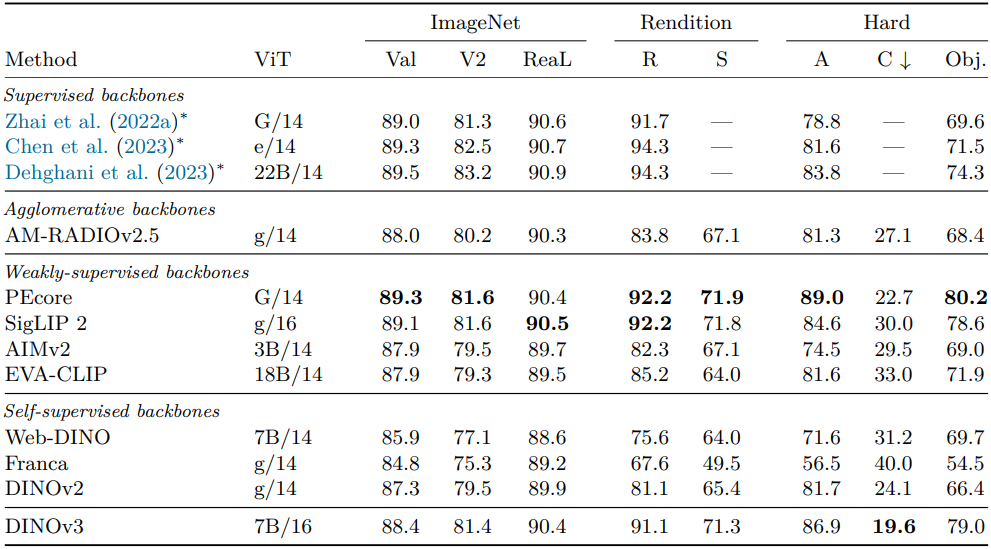 ImageNet Rendition Hard
Method ViT Val V2 ReaL R S A C ↓ Obj.
Supervised backbones
Zhai et al. (2022a)* G/14 89.0 81.3 90.6 91.7 — 78.8 — 69.6
Chen et al. (2023)* e/14 89.3 82.5 90.7 94.3 — 81.6 — 71.5
Dehghani et al. (2023)* 22B/14 89.5 83.2 90.9 94.3 — 83.8 — 74.3
Agglomerative backbones
AM-RADIOv2.5 g/14 88.0 80.2 90.3 83.8 67.1 81.3 27.1 68.4
Weakly-supervised backbones
PEcore G/14 89.3 81.6 90.4 92.2 71.9 89.0 22.7 80.2
SigLIP 2 g/16 89.1 81.6 90.5 92.2 71.8 84.6 30.0 78.6
AIMv2 3B/14 87.9 79.5 89.7 82.3 67.1 74.5 29.5 69.0
EVA-CLIP 18B/14 87.9 79.3 89.5 85.2 64.0 81.6 33.0 71.9
Self-supervised backbones
Web-DINO 7B/14 85.9 77.1 88.6 75.6 64.0 71.6 31.2 69.7
Franca g/14 84.8 75.3 89.2 67.6 49.5 56.5 40.0 54.5
DINOv2 g/14 87.3 79.5 89.9 81.1 65.4 81.7 24.1 66.4
DINOv3 7B/16 88.4 81.4 90.4 91.1 71.3 86.9 19.6 79.0